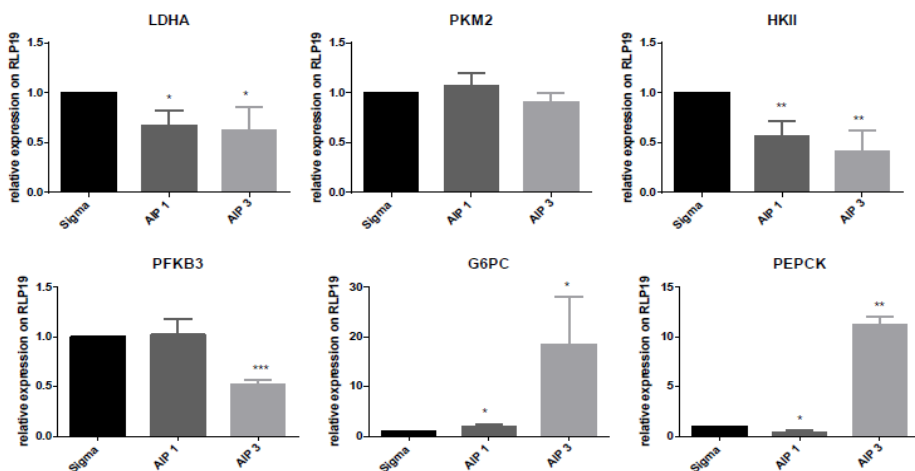 LDHA
relative expression on RLP19
1.5
1.0
0.5
0.0
*
*
Sigma
AIP 1
AIP 3
PKM2
relative expression on RLP19
1.5
1.0
0.5
0.0
Sigma
AIP 1
AIP 3
HKII
relative expression on RLP19
1.5
1.0
0.5
0.0
**
**
Sigma
AIP 1
AIP 3
PFKB3
relative expression on RLP19
1.5
1.0
0.5
0.0
***
Sigma
AIP 1
AIP 3
G6PC
relative expression on RLP19
30
20
10
0
*
*
Sigma
AIP 1
AIP 3
PEPCK
relative expression on RLP19
15
10
5
0
*
**
Sigma
AIP 1
AIP 3